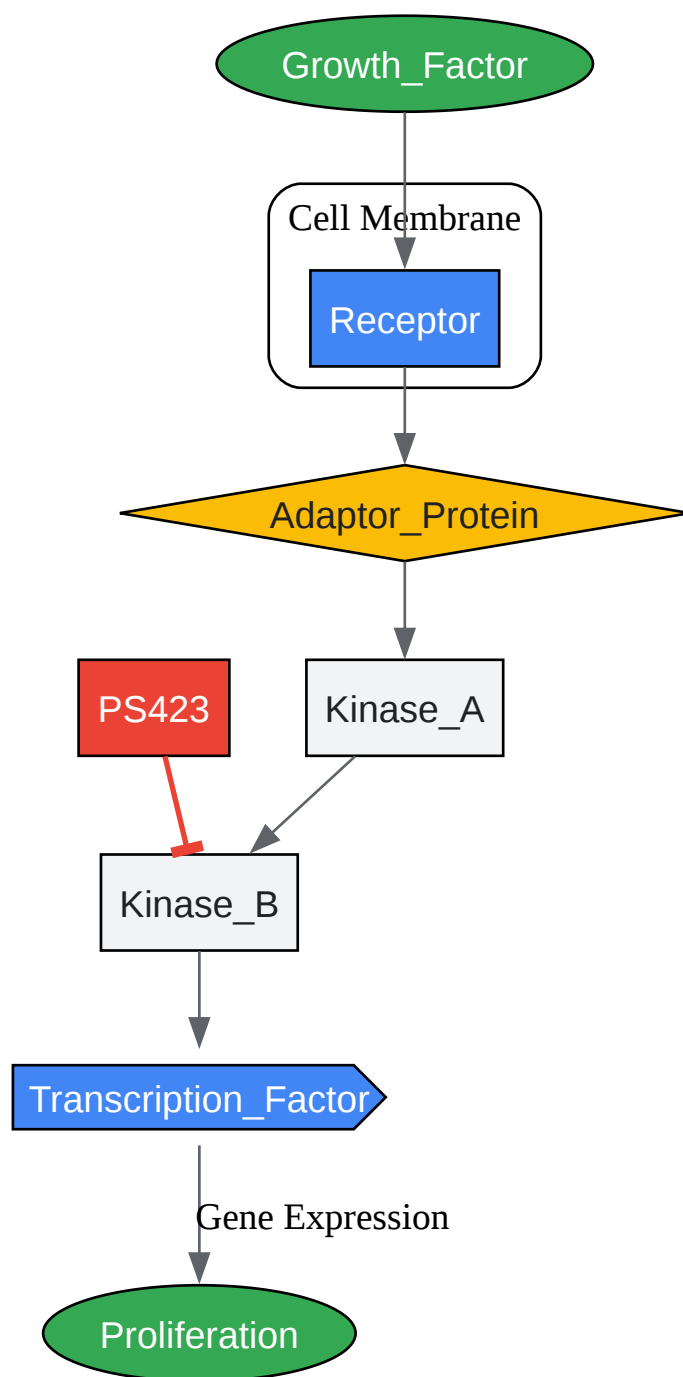 Growth_Factor
Cell Membrane
Receptor
Adaptor_Protein
PS423
Kinase_A
Kinase_B
Transcription_Factor
Gene Expression
Proliferation